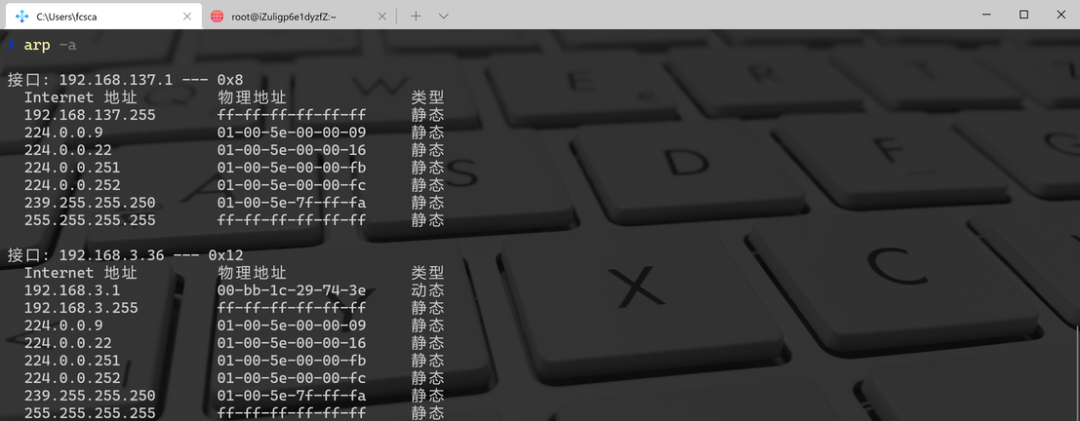 C:\Users\fcsca
root@iZuligp6e1dyzfZ:~
❯ arp -a
接口: 192.168.137.1 --- 0x8
Internet 地址 物理地址 类型
192.168.137.255 ff-ff-ff-ff-ff-ff 静态
224.0.0.9 01-00-5e-00-00-09 静态
224.0.0.22 01-00-5e-00-00-16 静态
224.0.0.251 01-00-5e-00-00-fb 静态
224.0.0.252 01-00-5e-00-00-fc 静态
239.255.255.250 01-00-5e-7f-ff-fa 静态
255.255.255.255 ff-ff-ff-ff-ff-ff 静态
接口: 192.168.3.36 --- 0x12
Internet 地址 物理地址 类型
192.168.3.1 00-bb-1c-29-74-3e 动态
192.168.3.255 ff-ff-ff-ff-ff-ff 静态
224.0.0.9 01-00-5e-00-00-09 静态
224.0.0.22 01-00-5e-00-00-16 静态
224.0.0.251 01-00-5e-00-00-fb 静态
224.0.0.252 01-00-5e-00-00-fc 静态
239.255.255.250 01-00-5e-7f-ff-fa 静态
255.255.255.255 ff-ff-ff-ff-ff-ff 静态
Q W E R T
A S D F G
X C